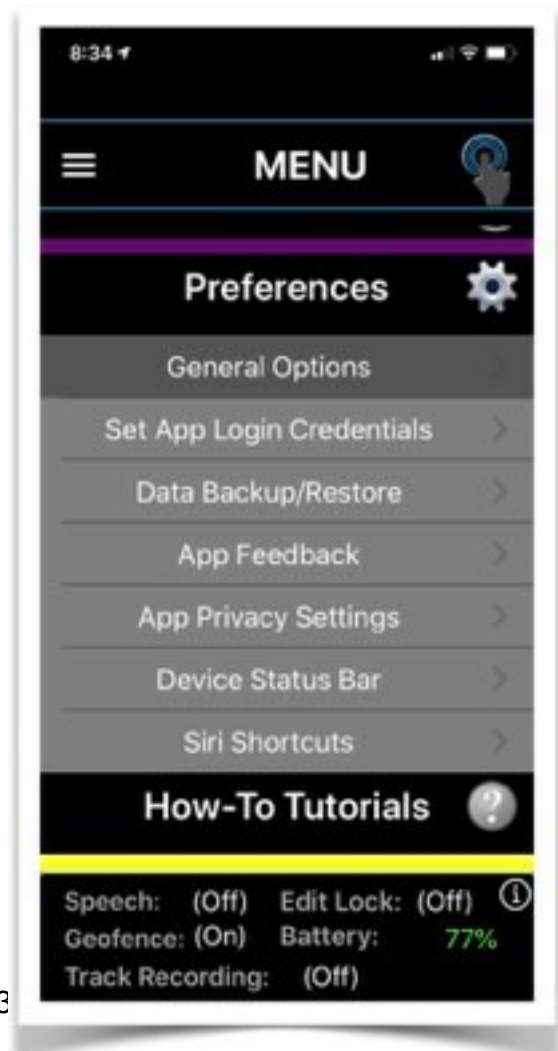 8:34
MENU
Preferences
General Options
Set App Login Credentials
Data Backup/Restore
App Feedback
App Privacy Settings
Device Status Bar
Siri Shortcuts
How-To Tutorials ?
Speech: (Off) Edit Lock: (Off) i
Geofence: (On) Battery: 77%
Track Recording: (Off)
3